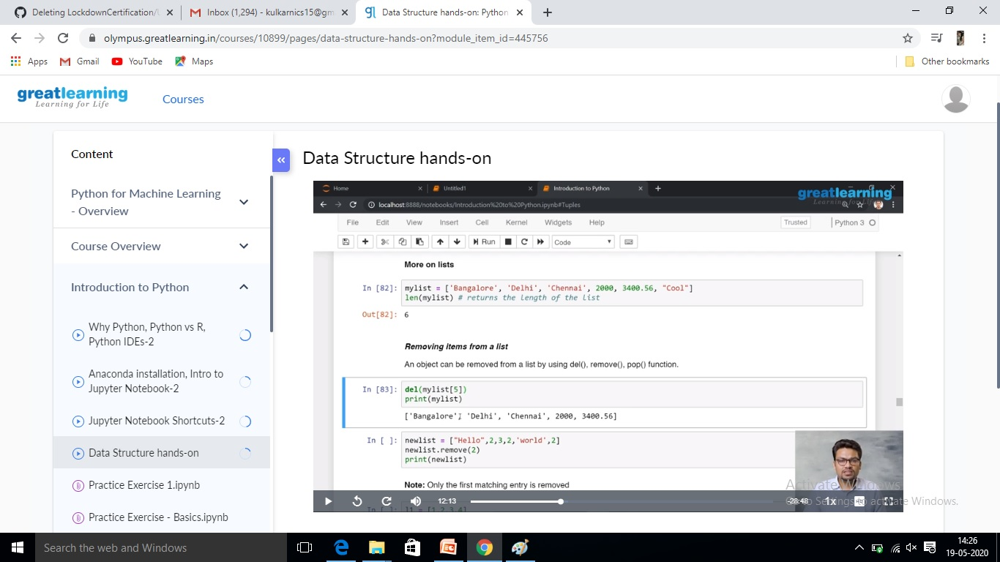 Deleting LockdownCertification/
Inbox (1,294) - kulkarnics15@gm
Data Structure hands-on: Python
olympus.greatlearning.in/courses/10899/pages/data-structure-hands-on?module_item_id=445756
Apps
Gmail
YouTube
Maps
Other bookmarks
greatlearning
Learning for Life
Courses
Content
Python for Machine Learning
- Overview
Course Overview
Introduction to Python
Why Python, Python vs R,
Python IDEs-2
Anaconda installation, Intro to
Jupyter Notebook-2
Jupyter Notebook Shortcuts-2
Data Structure hands-on
Practice Exercise 1.ipynb
Practice Exercise - Basics.ipynb
Data Structure hands-on
Home
Untitled1
Introduction to Python
greatlearning
Learning for Life
localhost:8888/notebooks/Introduction%20to%20Python.ipynb#Tuples
File Edit View Insert Cell Kernel Widgets Help
Trusted
Python 3
Run
Code
More on lists
In [82]: mylist = ['Bangalore', 'Delhi', 'Chennai', 2000, 3400.56, "Cool"]
len(mylist) # returns the length of the list
Out[82]: 6
Removing items from a list
An object can be removed from a list by using del(), remove(), pop() function.
In [83]: del(mylist[5])
print(mylist)
['Bangalore', 'Delhi', 'Chennai', 2000, 3400.56]
In [ ]: newlist = ["Hello",2,3,2,'world',2]
newlist.remove(2)
print(newlist)
Note: Only the first matching entry is removed
In [ ]: l1 = [1,2,3,4]
12:13
-28:48
1x
Activate Windows
Go to Settings to activate Windows.
Search the web and Windows
14:26
19-05-2020